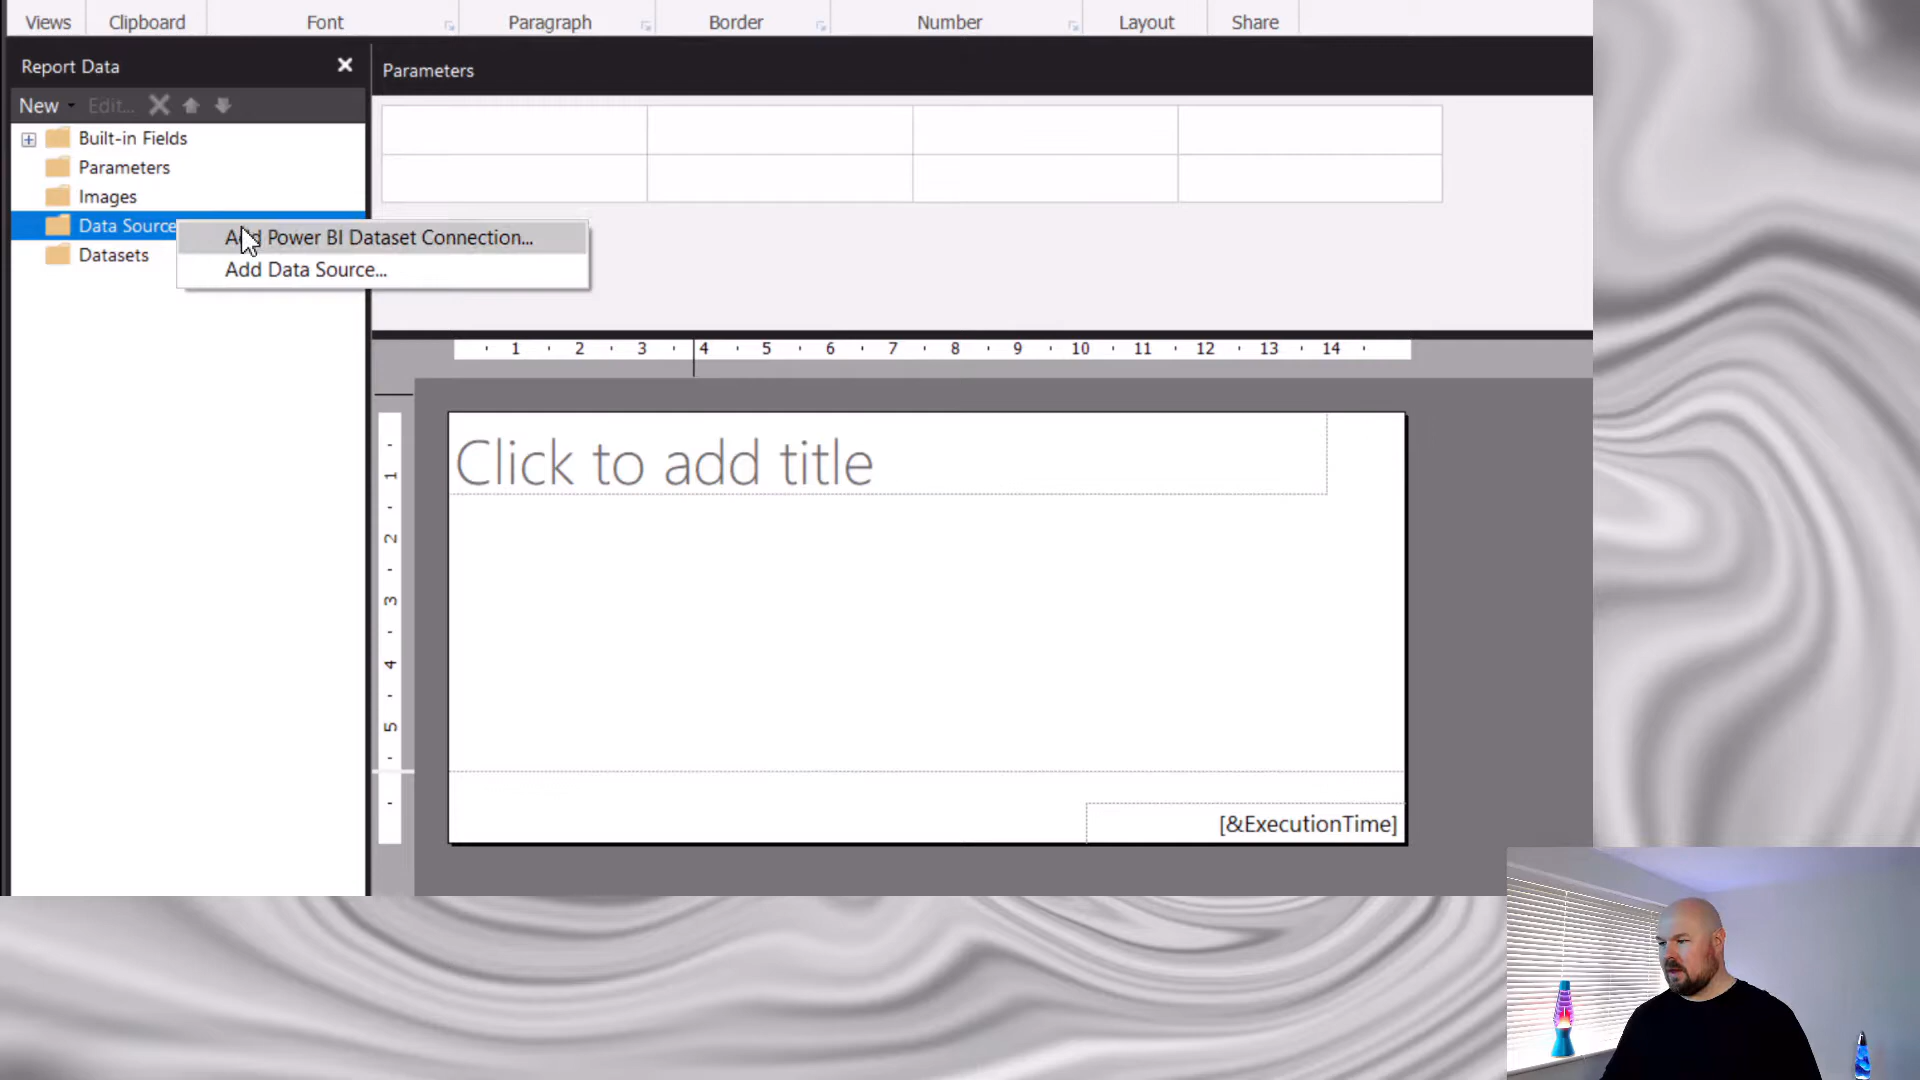 Views Clipboard Font Paragraph Border Number Layout Share
Report Data
Parameters
New Edit...
Built-in Fields
Parameters
Images
Data Source
Datasets
Add Power BI Dataset Connection...
Add Data Source...
1 2 3 4 5 6 7 8 9 10 11 12 13 14
1
2
3
4
5
Click to add title
[&ExecutionTime]